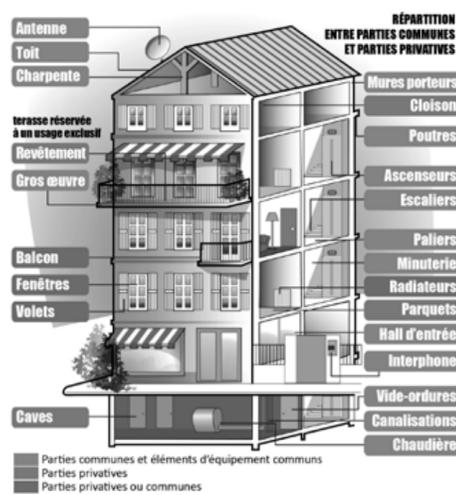 RÉPARTITION
ENTRE PARTIES COMMUNES
ET PARTIES PRIVATIVES
Antenne
Toit
Charpente
terasse réservée
à un usage exclusif
Revêtement
Gros œuvre
Balcon
Fenêtres
Volets
Caves
Mures porteurs
Cloison
Poutres
Ascenseurs
Escaliers
Paliers
Minuterie
Radiateurs
Parquets
Hall d'entrée
Interphone
Vide-ordures
Canalisations
Chaudière
Parties communes et éléments d'équipement communs
Parties privatives
Parties privatives ou communes